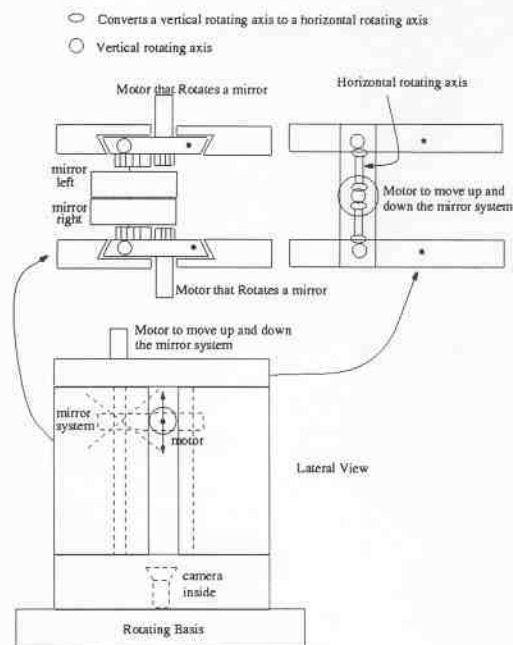 Converts a vertical rotating axis to a horizontal rotating axis
Vertical rotating axis
Motor that Rotates a mirror
Horizontal rotating axis
mirror
left
mirror
right
Motor to move up and
down the mirror system
Motor that Rotates a mirror
Motor to move up and down
the mirror system
mirror
system
motor
Lateral View
camera
inside
Rotating Basis